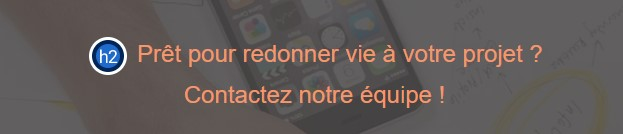 h2 Prêt pour redonner vie à votre projet ?
Contactez notre équipe !